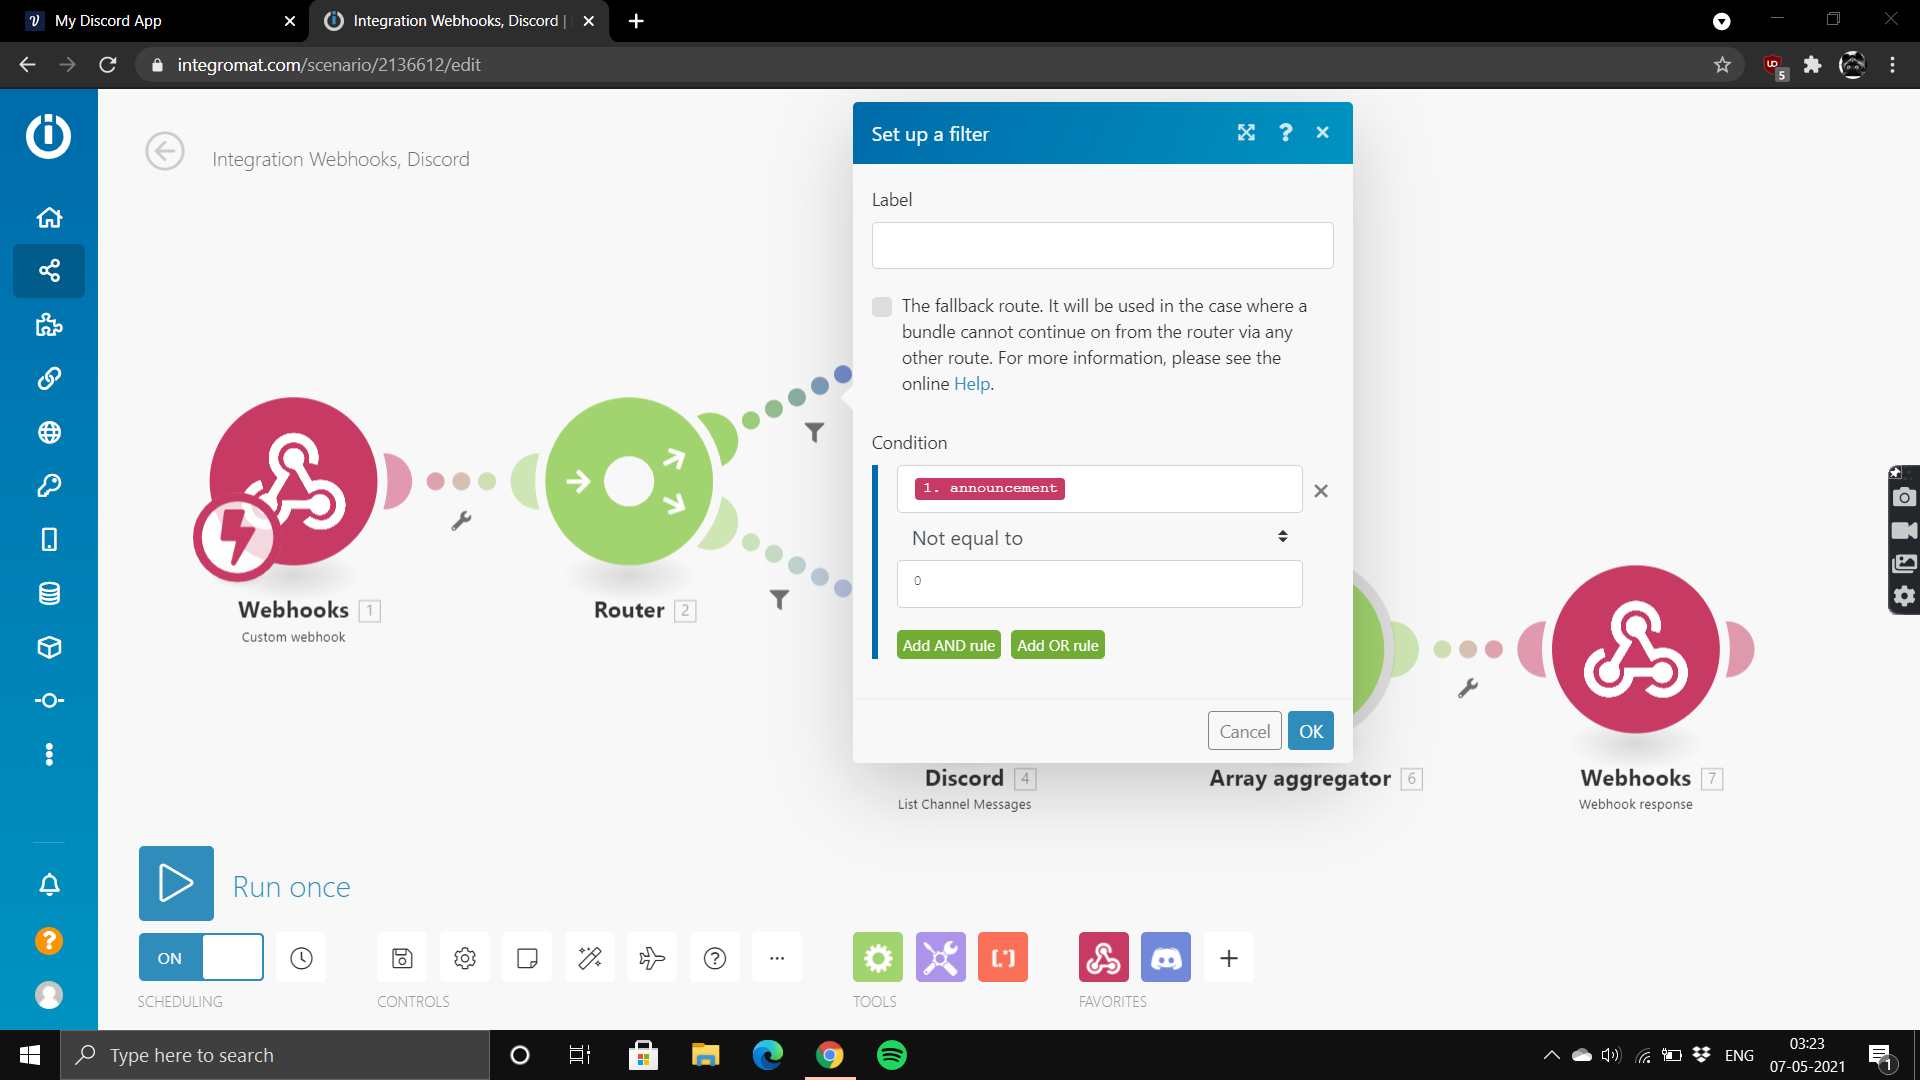 My Discord App
Integration Webhooks, Discord |
integromat.com/scenario/2136612/edit
5
Integration Webhooks, Discord
Set up a filter
?
Label
The fallback route. It will be used in the case where a
bundle cannot continue on from the router via any
other route. For more information, please see the
online Help.
Condition
1. announcement
Not equal to
0
Add AND rule
Add OR rule
Cancel
OK
Webhooks 1
Custom webhook
Router 2
Discord 4
List Channel Messages
Array aggregator 6
Webhooks 7
Webhook response
Run once
ON
SCHEDULING
CONTROLS
TOOLS
FAVORITES
Type here to search
ENG
03:23
07-05-2021
1